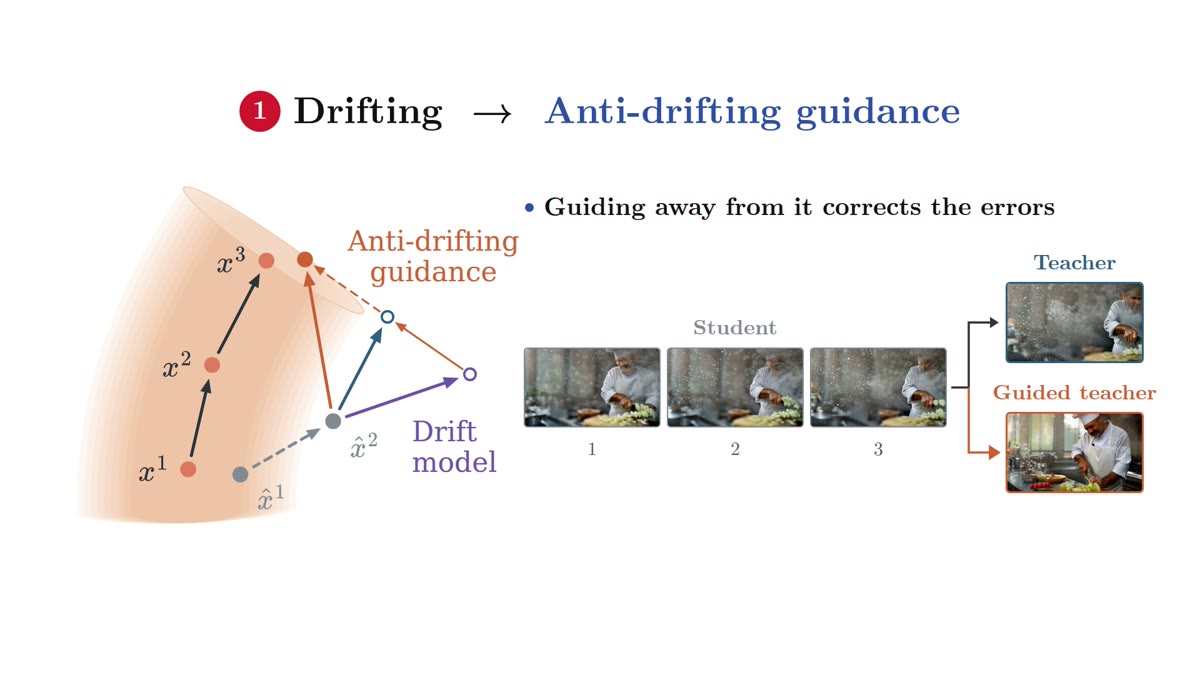 1 Drifting → Anti-drifting guidance
• Guiding away from it corrects the errors
Anti-drifting
guidance
x³
x²
x¹
x̂¹
x̂²
Drift
model
Student
1
2
3
Teacher
Guided teacher